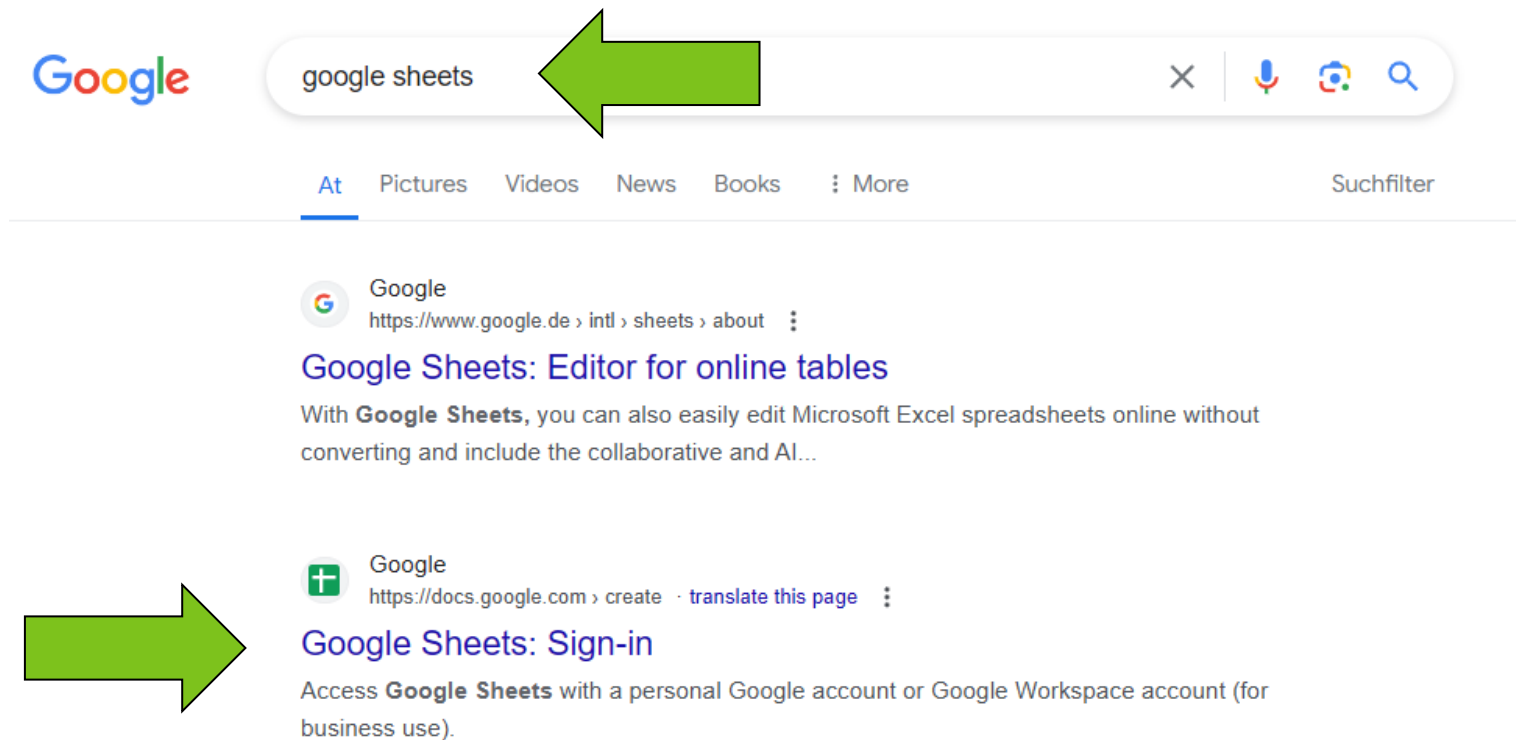 Google
google sheets
At Pictures Videos News Books More Suchfilter
Google
https://www.google.de › intl › sheets › about
Google Sheets: Editor for online tables
With Google Sheets, you can also easily edit Microsoft Excel spreadsheets online without
converting and include the collaborative and AI...
Google
https://docs.google.com › create · translate this page
Google Sheets: Sign-in
Access Google Sheets with a personal Google account or Google Workspace account (for
business use).